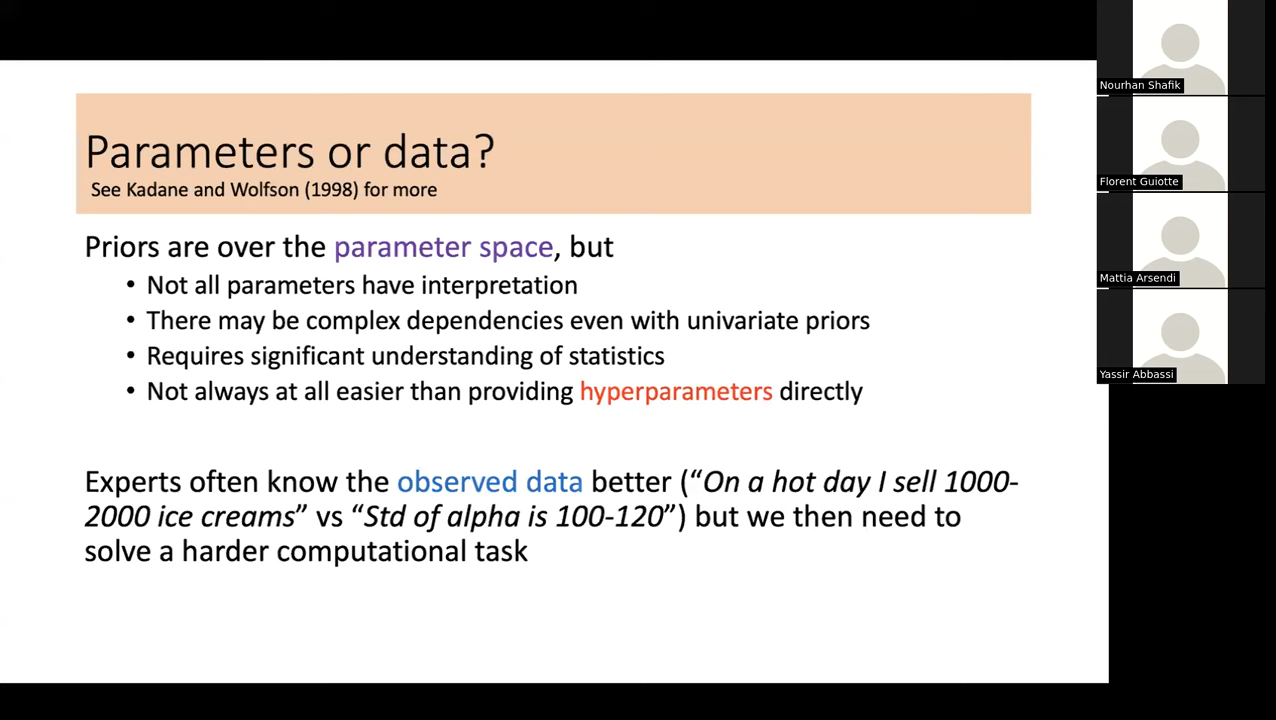 Parameters or data?
See Kadane and Wolfson (1998) for more
Priors are over the parameter space, but
• Not all parameters have interpretation
• There may be complex dependencies even with univariate priors
• Requires significant understanding of statistics
• Not always at all easier than providing hyperparameters directly
Experts often know the observed data better (“On a hot day I sell 1000-
2000 ice creams” vs “Std of alpha is 100-120”) but we then need to
solve a harder computational task
Nourhan Shafik
Florent Guiotte
Mattia Arsendi
Yassir Abbassi